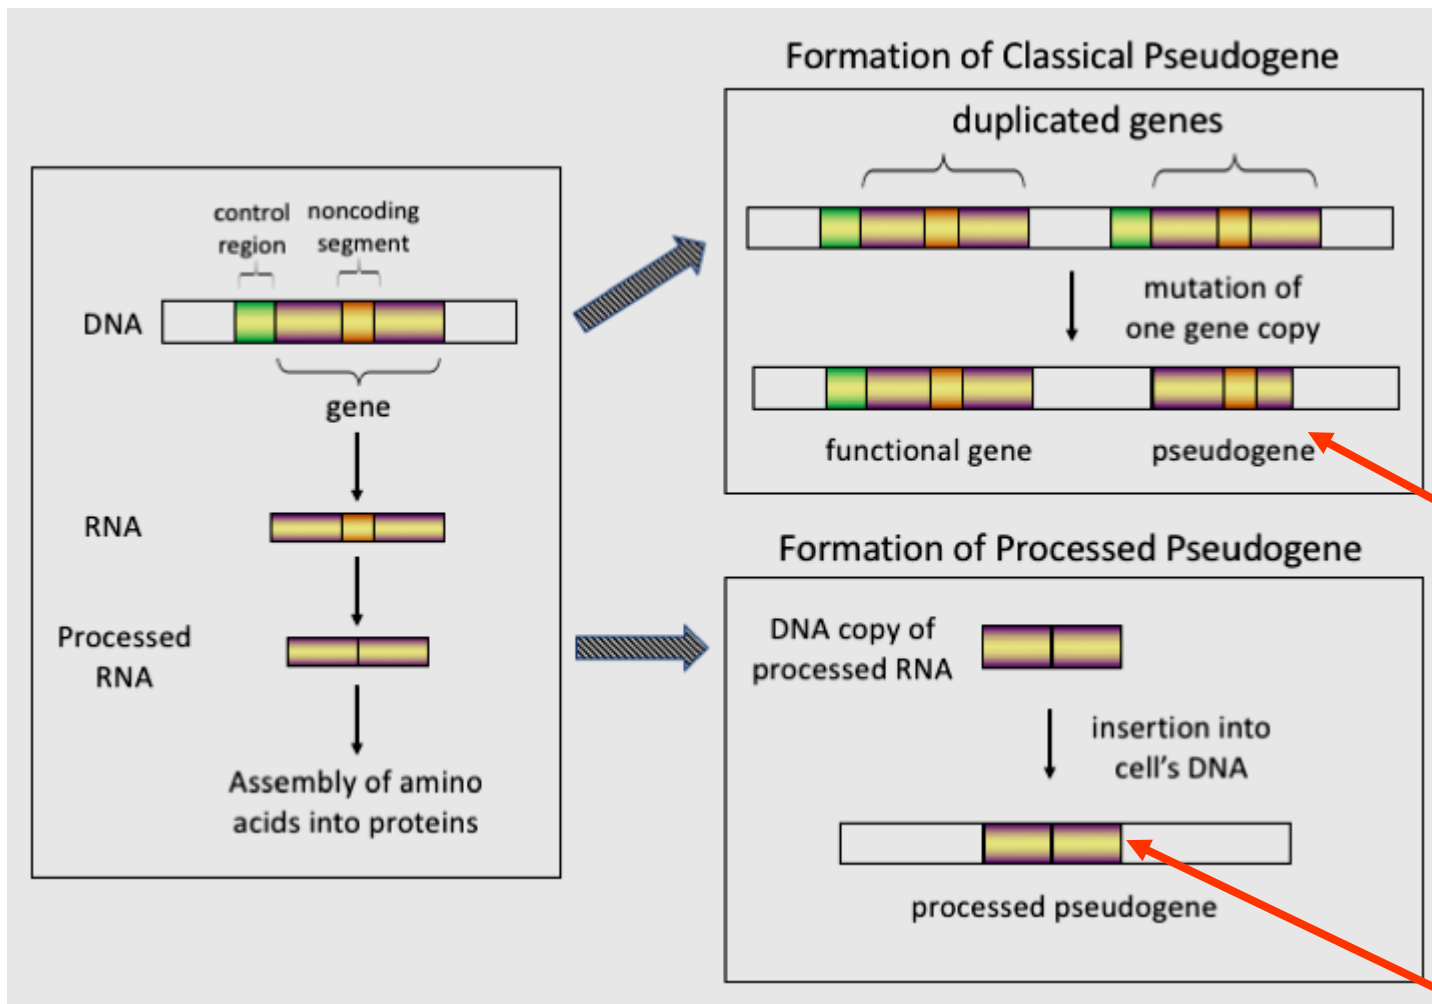 control
region
noncoding
segment
DNA
gene
RNA
Processed
RNA
Assembly of amino
acids into proteins
Formation of Classical Pseudogene
duplicated genes
mutation of
one gene copy
functional gene
pseudogene
Formation of Processed Pseudogene
DNA copy of
processed RNA
insertion into
cell's DNA
processed pseudogene